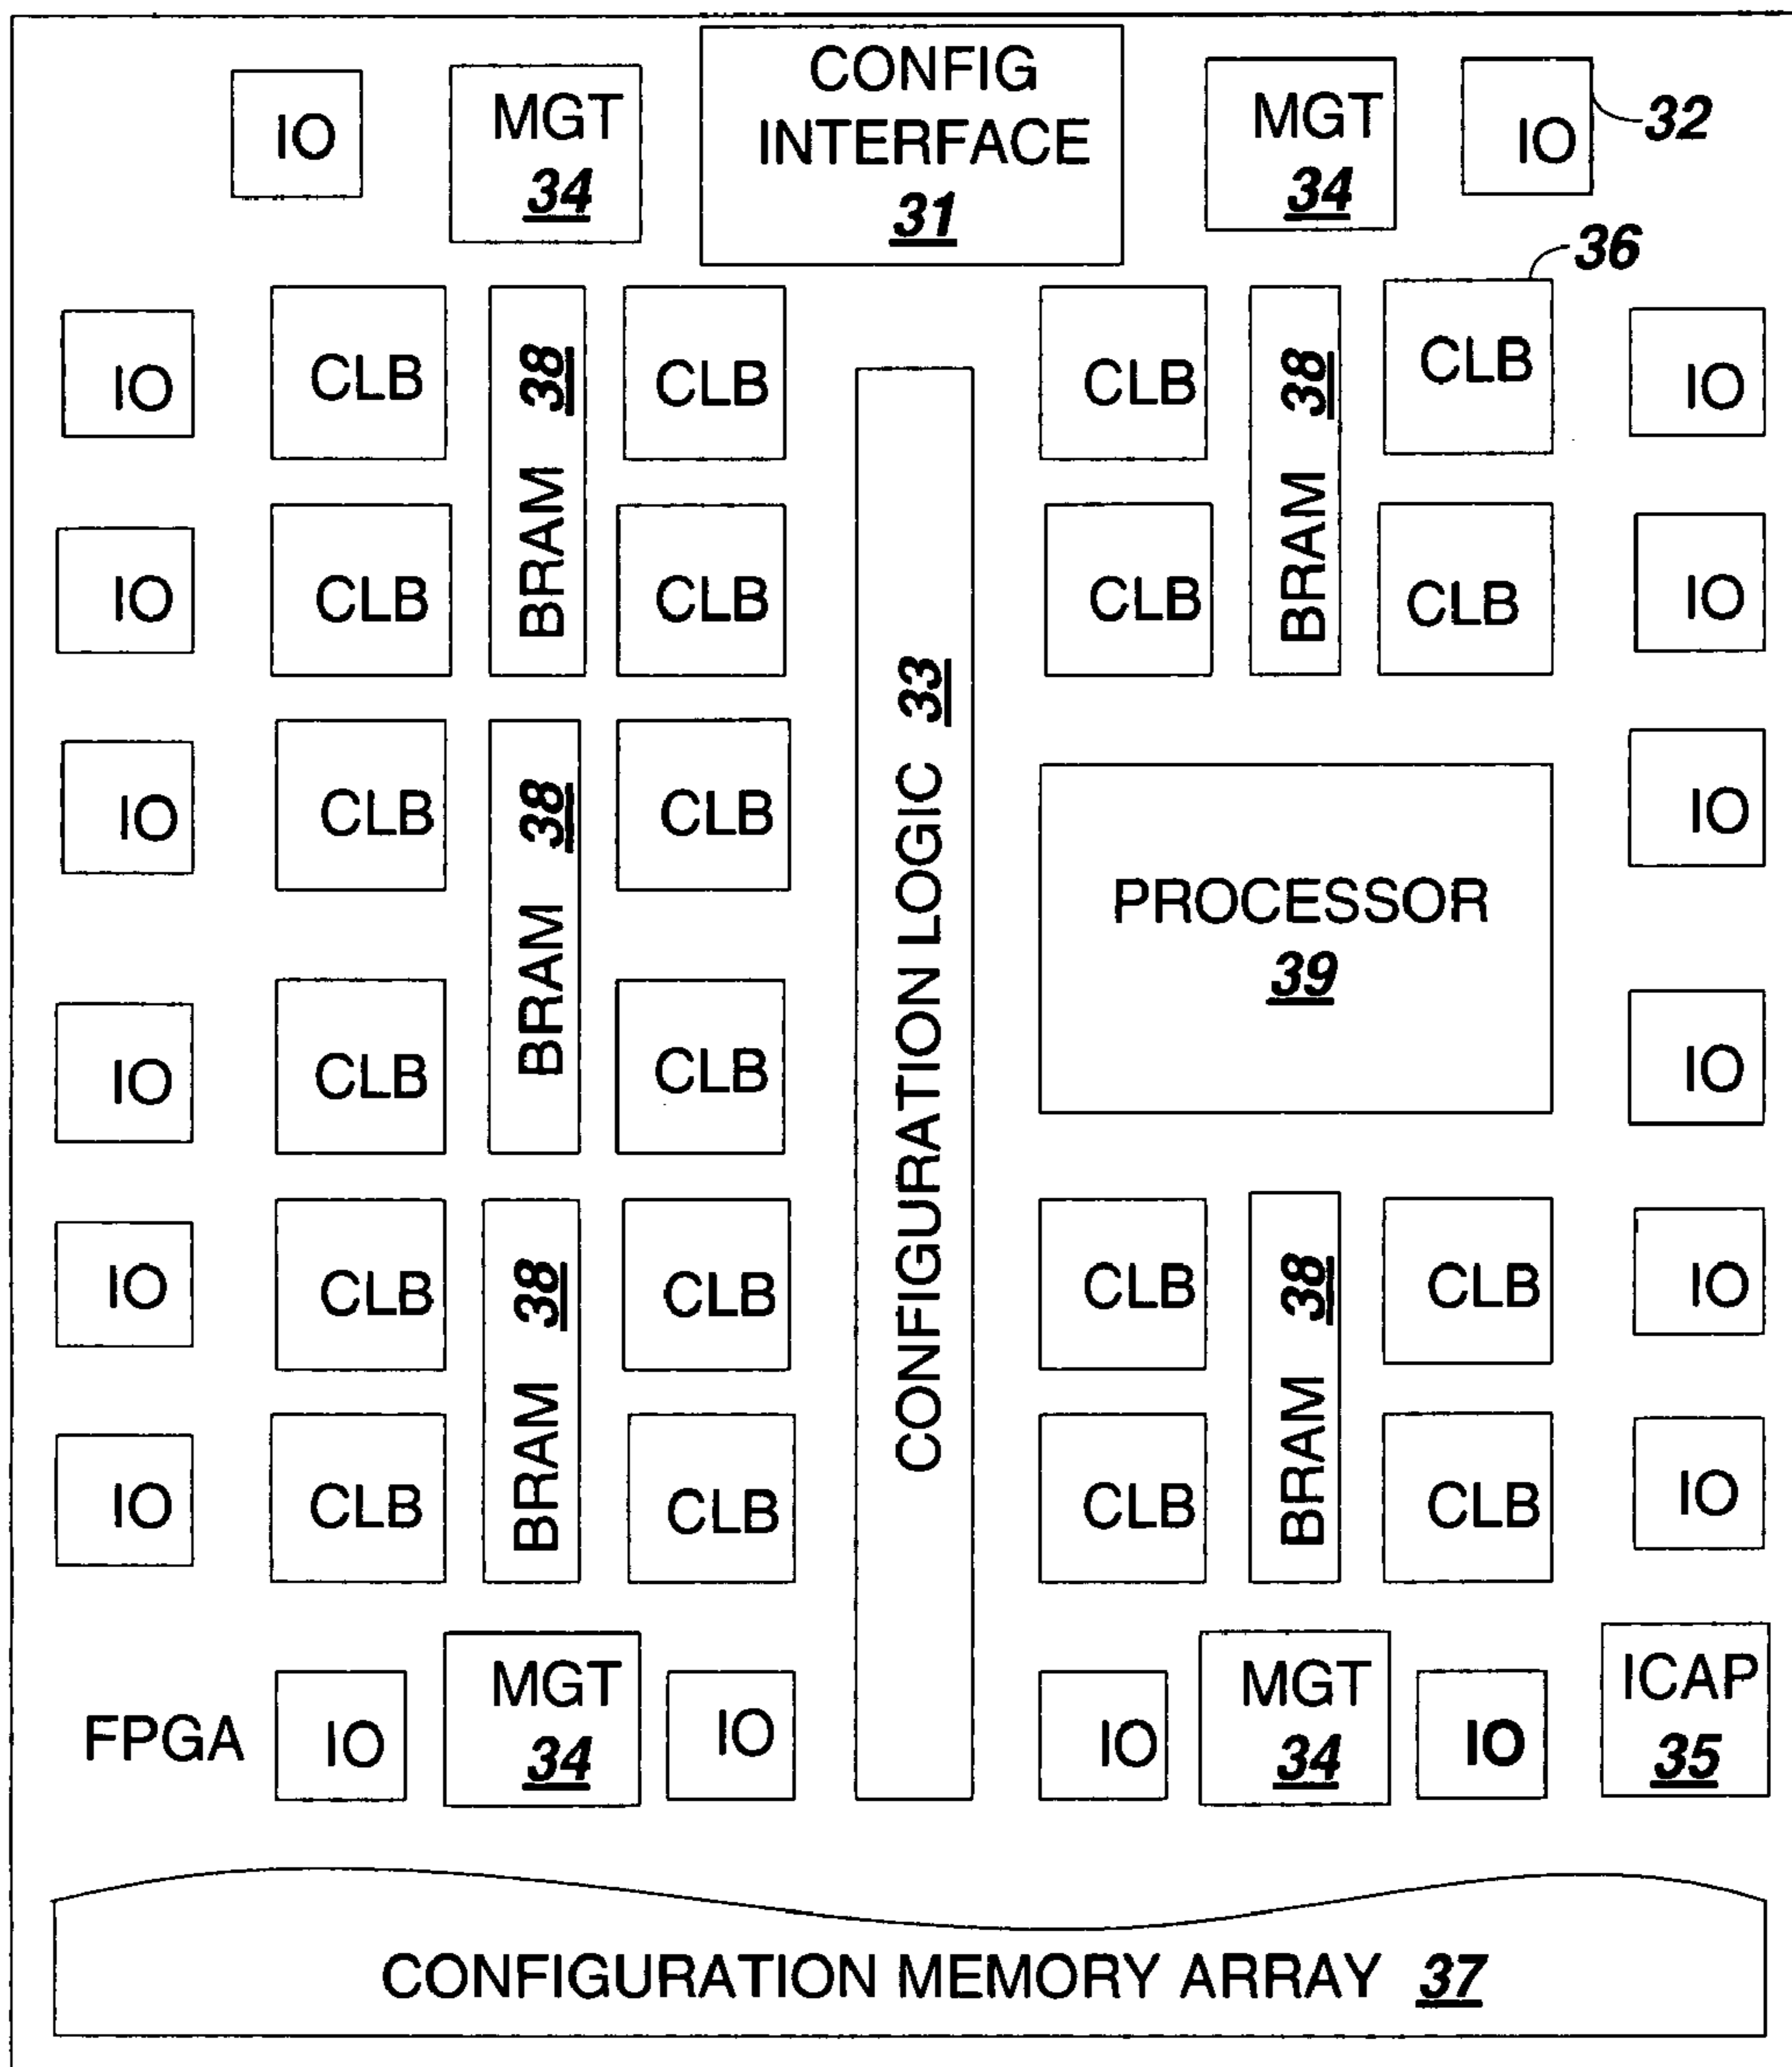 IO
MGT
34
CONFIG
INTERFACE
31
MGT
34
IO
32
36
IO
CLB
BRAM 38
CLB
CLB
BRAM 38
CLB
IO
IO
CLB
CLB
CLB
CLB
IO
CONFIGURATION LOGIC 33
IO
CLB
BRAM 38
CLB
PROCESSOR
39
IO
IO
CLB
CLB
IO
IO
CLB
BRAM 38
CLB
CLB
BRAM 38
CLB
IO
IO
CLB
CLB
CLB
CLB
IO
FPGA
IO
MGT
34
IO
IO
MGT
34
IO
ICAP
35
CONFIGURATION MEMORY ARRAY 37